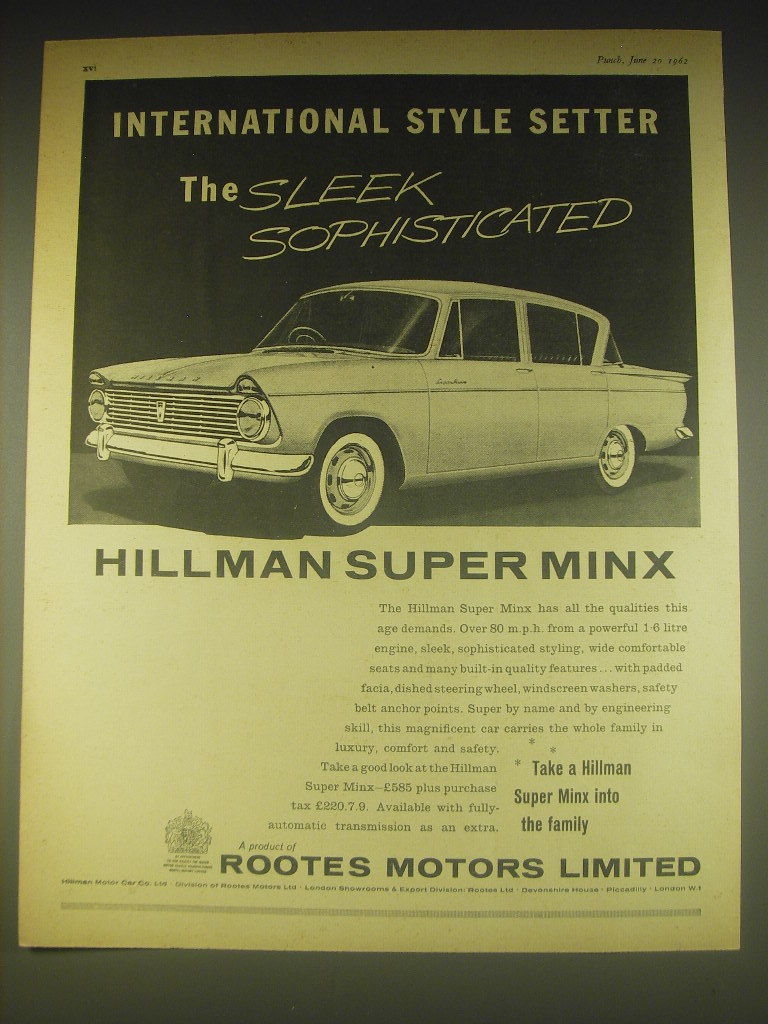 xvi
Punch, June 20 1962
INTERNATIONAL STYLE SETTER
The SLEEK
SOPHISTICATED
HILLMAN
Super Minx
HILLMAN SUPER MINX
The Hillman Super Minx has all the qualities this
age demands. Over 80 m.p.h. from a powerful 1·6 litre
engine, sleek, sophisticated styling, wide comfortable
seats and many built-in quality features ... with padded
facia, dished steering wheel, windscreen washers, safety
belt anchor points. Super by name and by engineering
skill, this magnificent car carries the whole family in
luxury, comfort and safety.
Take a good look at the Hillman
Super Minx—£585 plus purchase
tax £220.7.9. Available with fully-
automatic transmission as an extra.
* * *
Take a Hillman
Super Minx into
the family
A product of
ROOTES MOTORS LIMITED
Hillman Motor Car Co. Ltd · Division of Rootes Motors Ltd · London Showrooms & Export Division: Rootes Ltd · Devonshire House · Piccadilly · London W.1